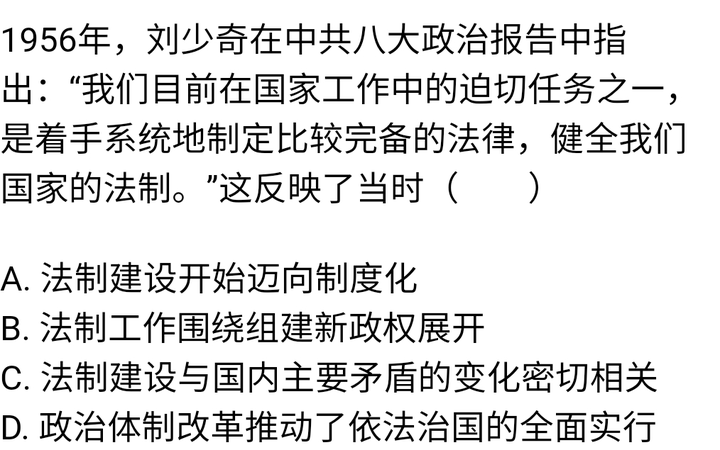 1956年，刘少奇在中共八大政治报告中指
出：“我们目前在国家工作中的迫切任务之一，
是着手系统地制定比较完备的法律，健全我们
国家的法制。”这反映了当时（　　）
A. 法制建设开始迈向制度化
B. 法制工作围绕组建新政权展开
C. 法制建设与国内主要矛盾的变化密切相关
D. 政治体制改革推动了依法治国的全面实行